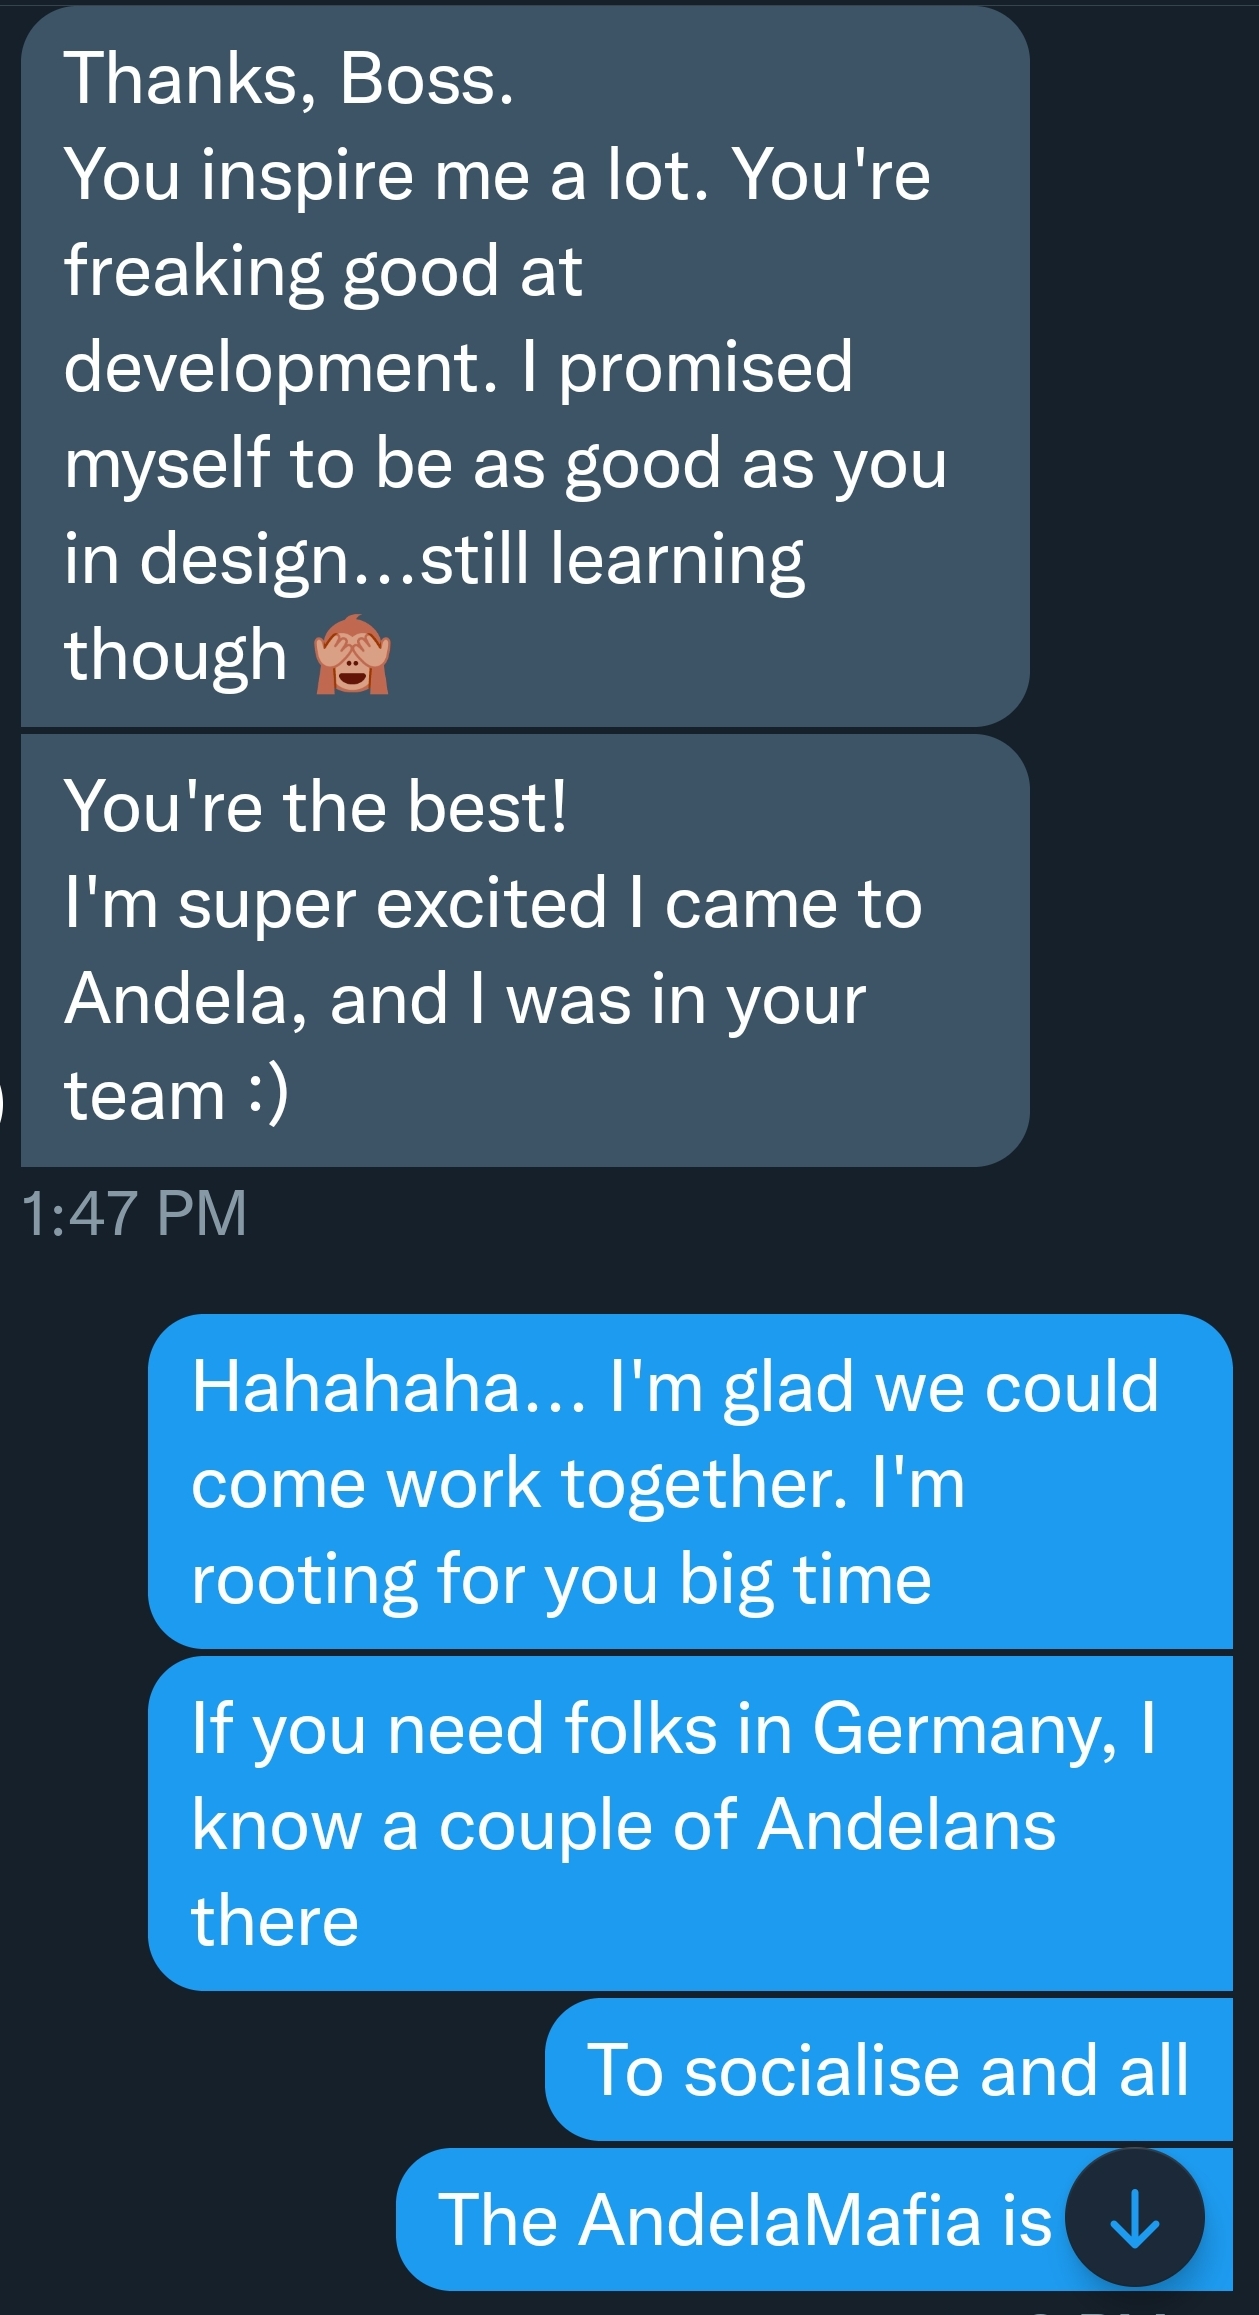 Thanks, Boss.
You inspire me a lot. You're
freaking good at
development. I promised
myself to be as good as you
in design...still learning
though 🙈
You're the best!
I'm super excited I came to
Andela, and I was in your
team :)
1:47 PM
Hahahaha... I'm glad we could
come work together. I'm
rooting for you big time
If you need folks in Germany, I
know a couple of Andelans
there
To socialise and all
The AndelaMafia is